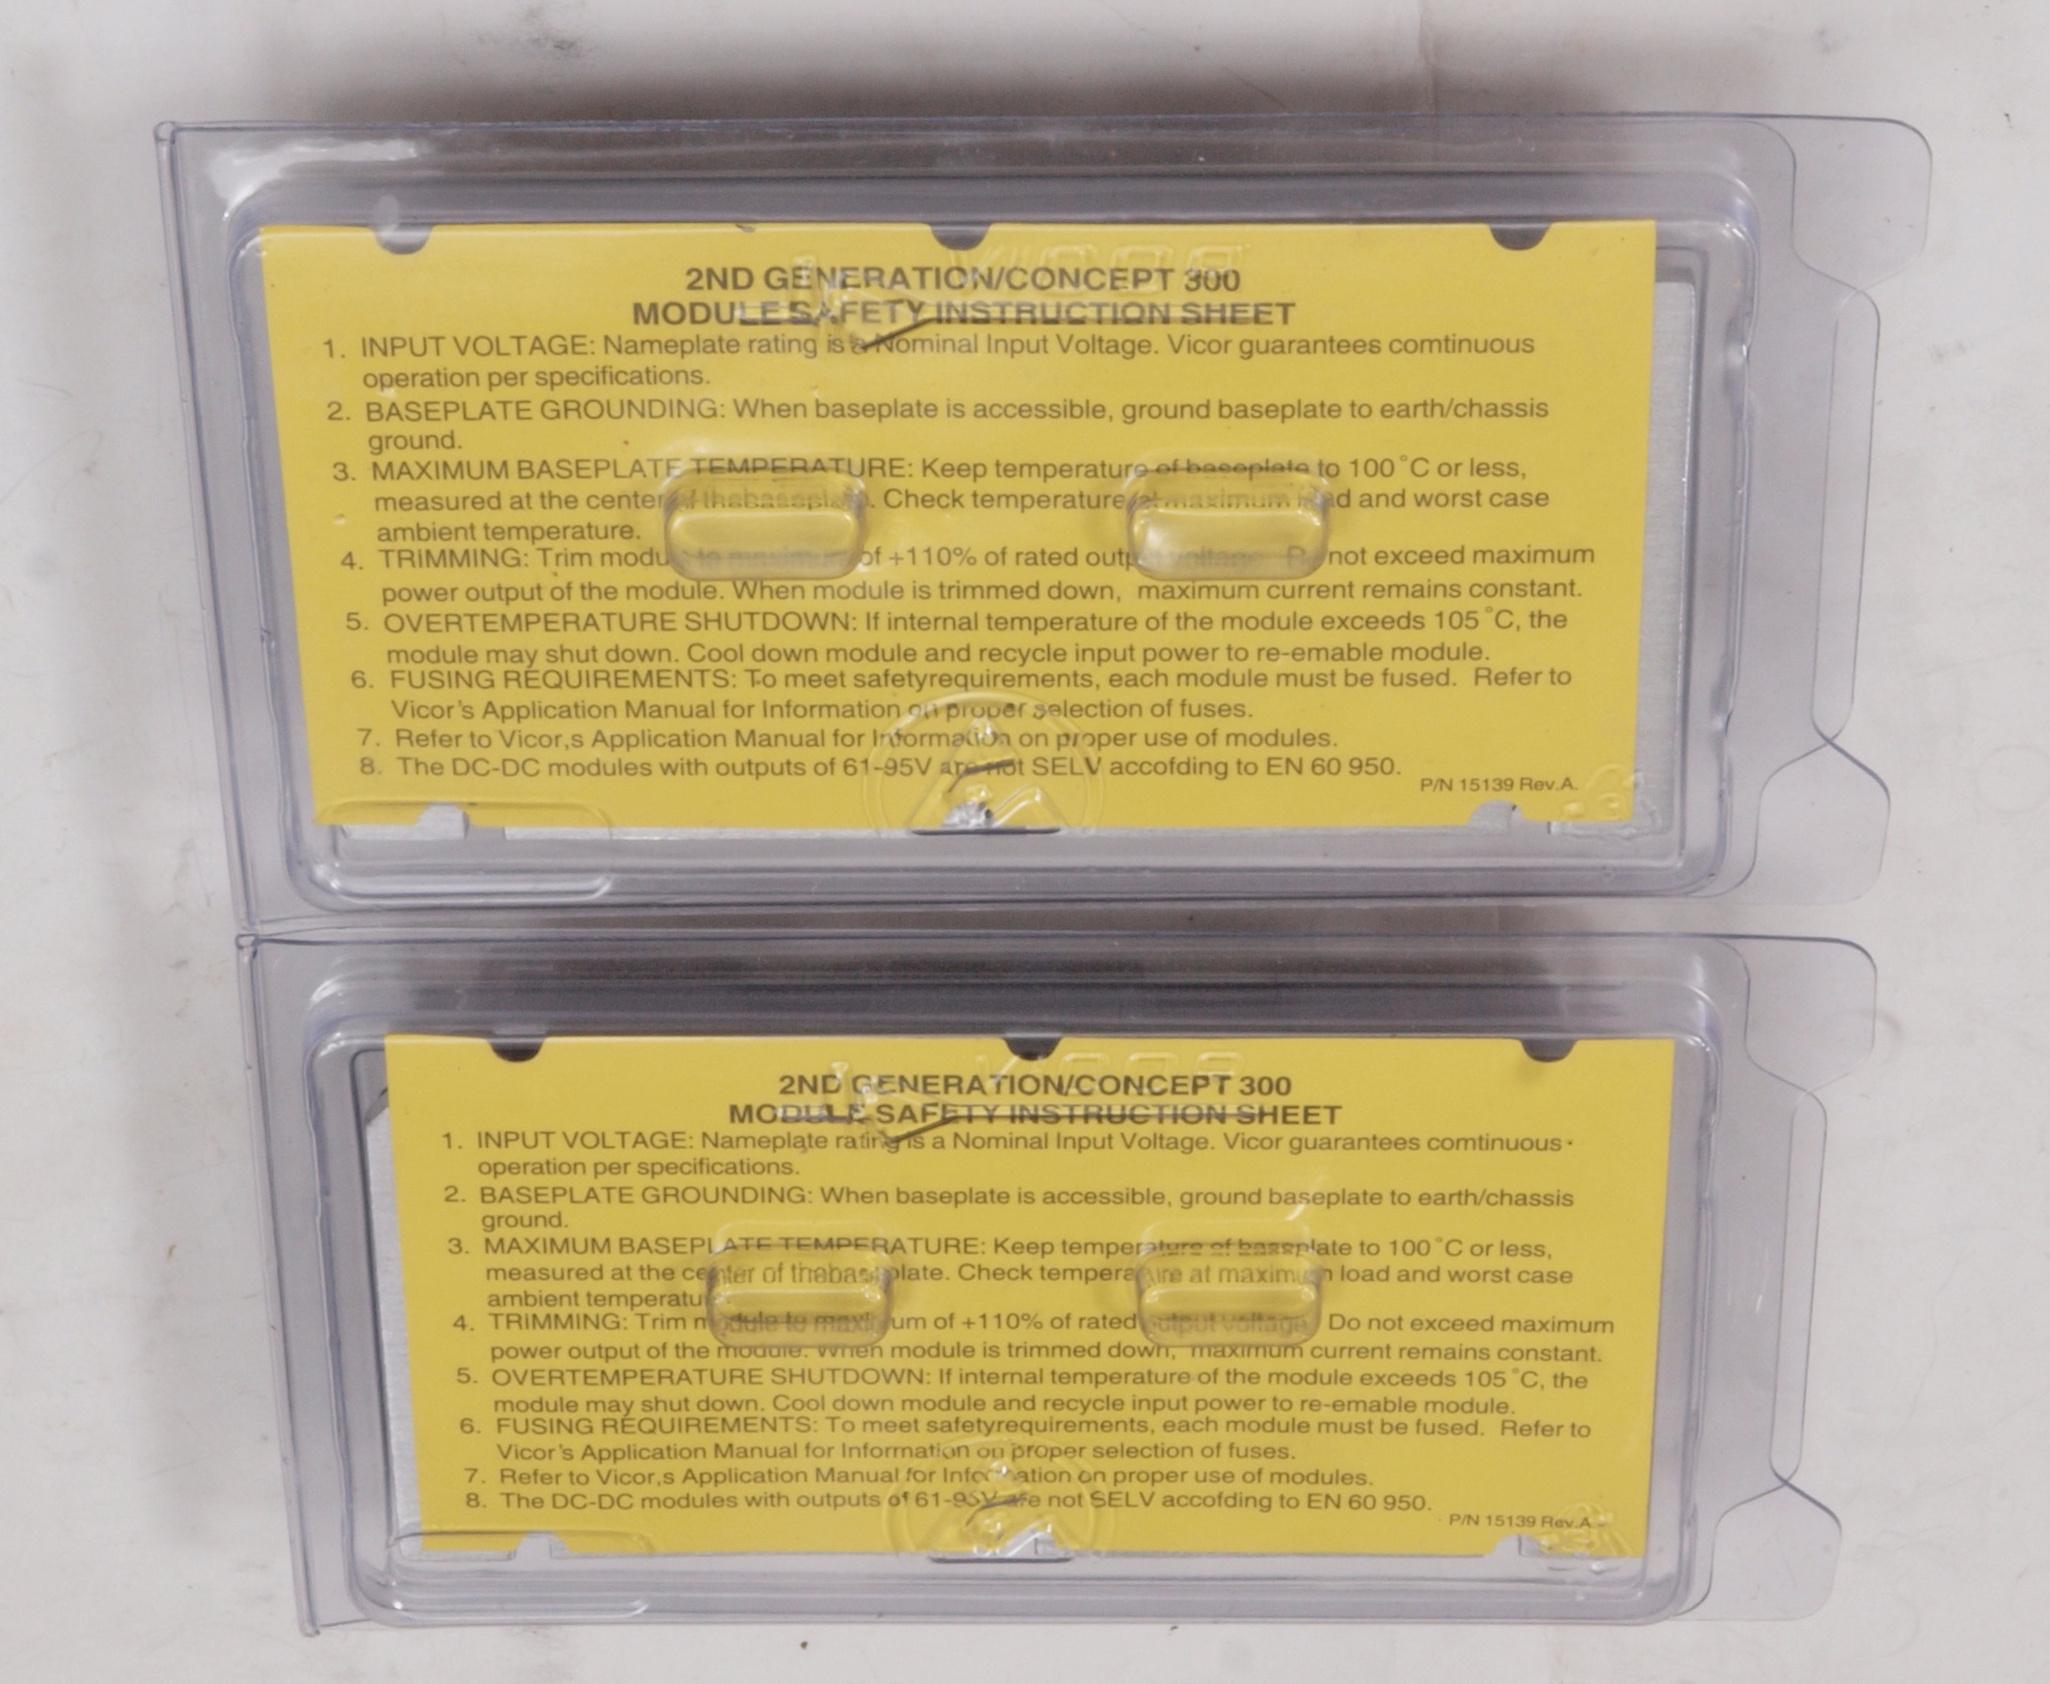 VICOR
2ND GENERATION/CONCEPT 300
MODULE SAFETY INSTRUCTION SHEET
1. INPUT VOLTAGE: Nameplate rating is a Nominal Input Voltage. Vicor guarantees comtinuous
operation per specifications.
2. BASEPLATE GROUNDING: When baseplate is accessible, ground baseplate to earth/chassis
ground.
3. MAXIMUM BASEPLATE TEMPERATURE: Keep temperature of baseplate to 100°C or less,
measured at the center of thebaseplate. Check temperature at maximum load and worst case
ambient temperature.
4. TRIMMING: Trim module to maximum of +110% of rated output voltage. Do not exceed maximum
power output of the module. When module is trimmed down, maximum current remains constant.
5. OVERTEMPERATURE SHUTDOWN: If internal temperature of the module exceeds 105°C, the
module may shut down. Cool down module and recycle input power to re-emable module.
6. FUSING REQUIREMENTS: To meet safetyrequirements, each module must be fused. Refer to
Vicor's Application Manual for Information on proper selection of fuses.
7. Refer to Vicor,s Application Manual for Information on proper use of modules.
8. The DC-DC modules with outputs of 61-95V are not SELV accofding to EN 60 950.
P/N 15139 Rev.A.
VICOR
2ND GENERATION/CONCEPT 300
MODULE SAFETY INSTRUCTION SHEET
1. INPUT VOLTAGE: Nameplate rating is a Nominal Input Voltage. Vicor guarantees comtinuous
operation per specifications.
2. BASEPLATE GROUNDING: When baseplate is accessible, ground baseplate to earth/chassis
ground.
3. MAXIMUM BASEPLATE TEMPERATURE: Keep temperature of baseplate to 100°C or less,
measured at the center of thebaseplate. Check temperature at maximum load and worst case
ambient temperature.
4. TRIMMING: Trim module to maximum of +110% of rated output voltage. Do not exceed maximum
power output of the module. When module is trimmed down, maximum current remains constant.
5. OVERTEMPERATURE SHUTDOWN: If internal temperature of the module exceeds 105°C, the
module may shut down. Cool down module and recycle input power to re-emable module.
6. FUSING REQUIREMENTS: To meet safetyrequirements, each module must be fused. Refer to
Vicor's Application Manual for Information on proper selection of fuses.
7. Refer to Vicor,s Application Manual for Information on proper use of modules.
8. The DC-DC modules with outputs of 61-95V are not SELV accofding to EN 60 950.
P/N 15139 Rev.A.